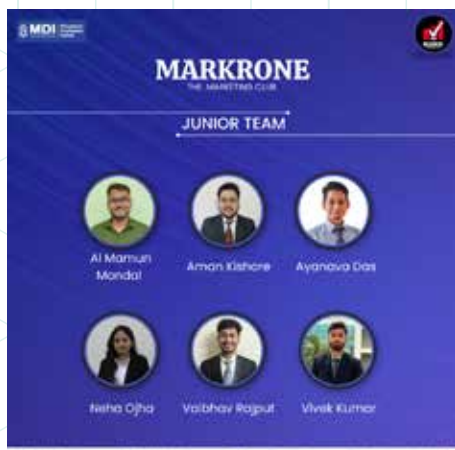 MDI
MARKRONE
THE MARKETING CLUB
JUNIOR TEAM
Al Mamun
Mondal
Aman Kishore
Ayanava Das
Neha Ojha
Vaibhav Rajput
Vivek Kumar